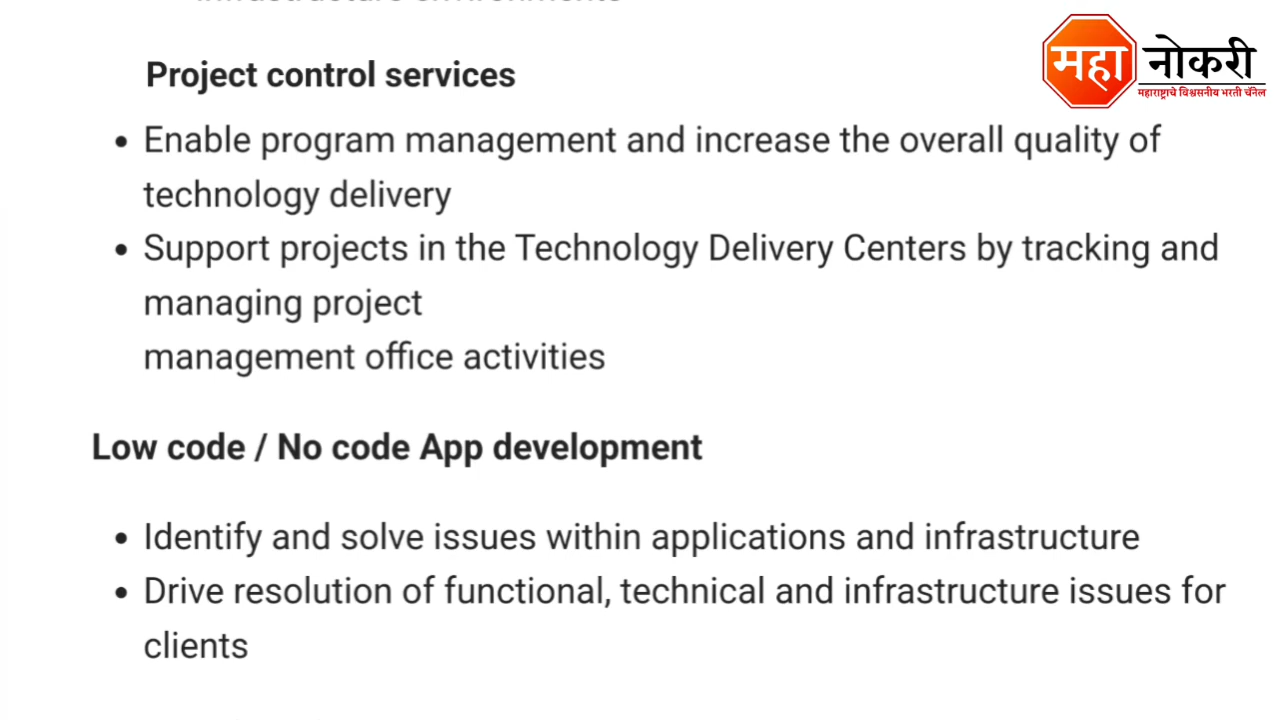 infrastructure environments
महा नोकरी
महाराष्ट्राचे विश्वसनीय भरती चॅनेल
Project control services
• Enable program management and increase the overall quality of
technology delivery
• Support projects in the Technology Delivery Centers by tracking and
managing project
management office activities
Low code / No code App development
• Identify and solve issues within applications and infrastructure
• Drive resolution of functional, technical and infrastructure issues for
clients